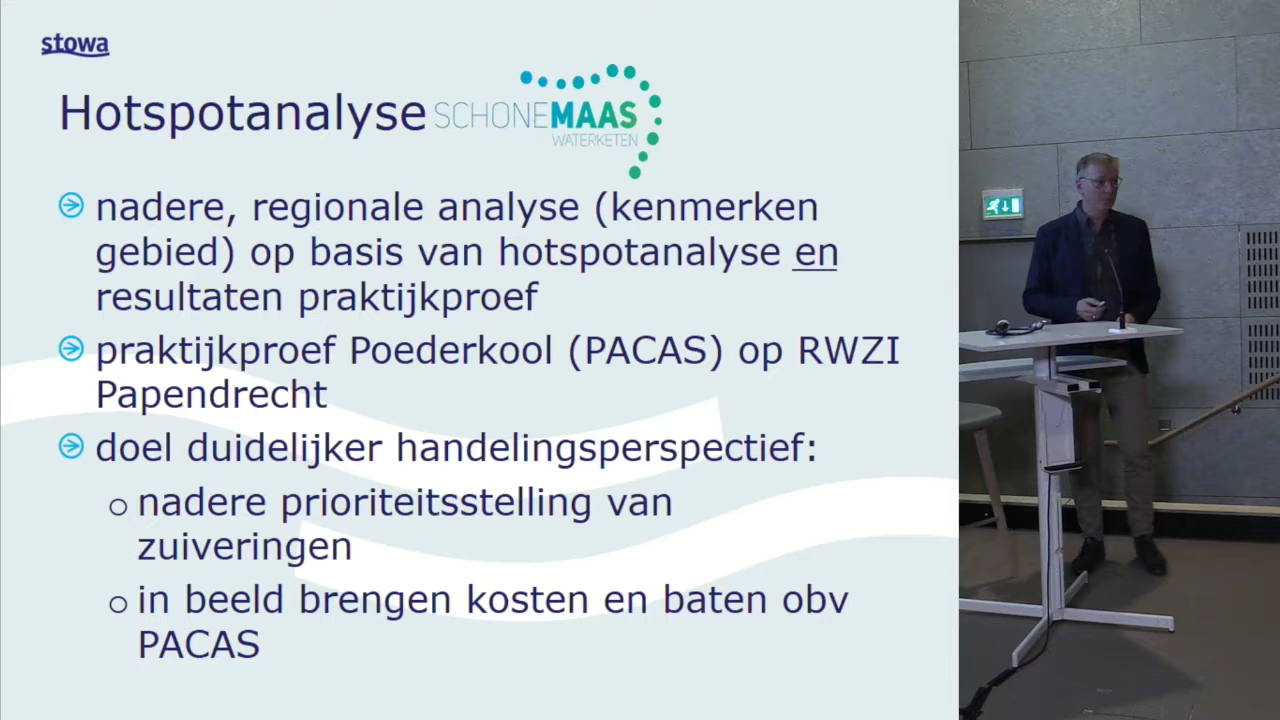 stowa
Hotspotanalyse
SCHONEMAAS
WATERKETEN
nadere, regionale analyse (kenmerken
gebied) op basis van hotspotanalyse en
resultaten praktijkproef
praktijkproef Poederkool (PACAS) op RWZI
Papendrecht
doel duidelijker handelingsperspectief:
nadere prioriteitsstelling van
zuiveringen
in beeld brengen kosten en baten obv
PACAS